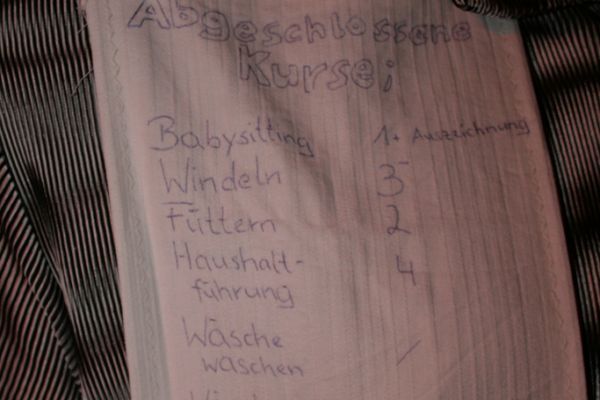 Abgeschlossene
Kurse;
Babysitting 1+ Auszeichnung
Windeln 3-
Füttern 2
Haushalt- 4
führung
Wäsche
waschen /